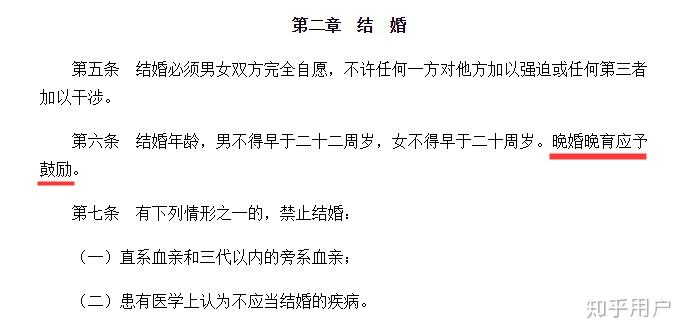 第二章　结　婚
第五条　结婚必须男女双方完全自愿，不许任何一方对他方加以强迫或任何第三者
加以干涉。
第六条　结婚年龄，男不得早于二十二周岁，女不得早于二十周岁。晚婚晚育应予
鼓励。
第七条　有下列情形之一的，禁止结婚：
（一）直系血亲和三代以内的旁系血亲；
（二）患有医学上认为不应当结婚的疾病。
知乎用户